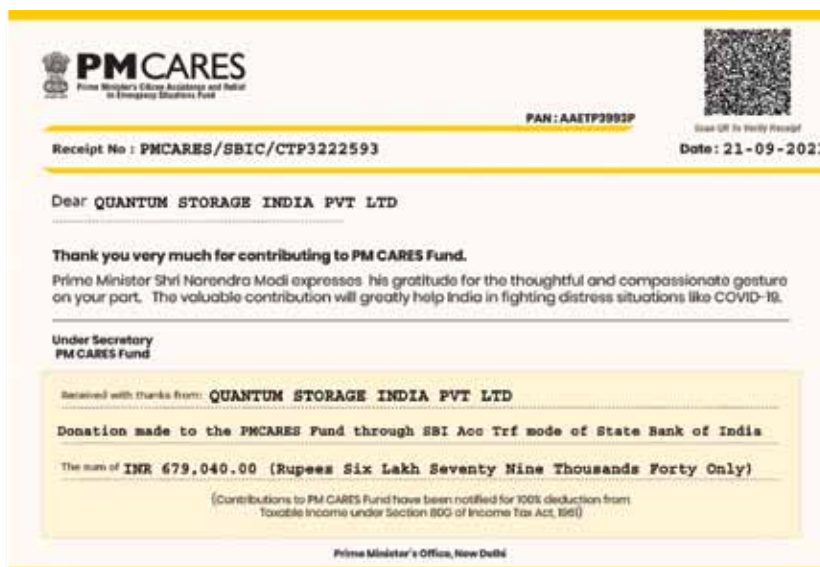 PM CARES
Prime Minister's Citizen Assistance and Relief
in Emergency Situations Fund
PAN : AAETP3993P
Scan QR To Verify Receipt
Receipt No : PMCARES/SBIC/CTP3222593
Date : 21-09-202
Dear QUANTUM STORAGE INDIA PVT LTD
Thank you very much for contributing to PM CARES Fund.
Prime Minister Shri Narendra Modi expresses his gratitude for the thoughtful and compassionate gesture
on your part. The valuable contribution will greatly help India in fighting distress situations like COVID-19.
Under Secretary
PM CARES Fund
Received with thanks from: QUANTUM STORAGE INDIA PVT LTD
Donation made to the PMCARES Fund through SBI Acc Trf mode of State Bank of India
The sum of INR 679,040.00 (Rupees Six Lakh Seventy Nine Thousands Forty Only)
(Contributions to PM CARES Fund have been notified for 100% deduction from
Taxable Income under Section 80G of Income Tax Act, 1961)
Prime Minister's Office, New Delhi